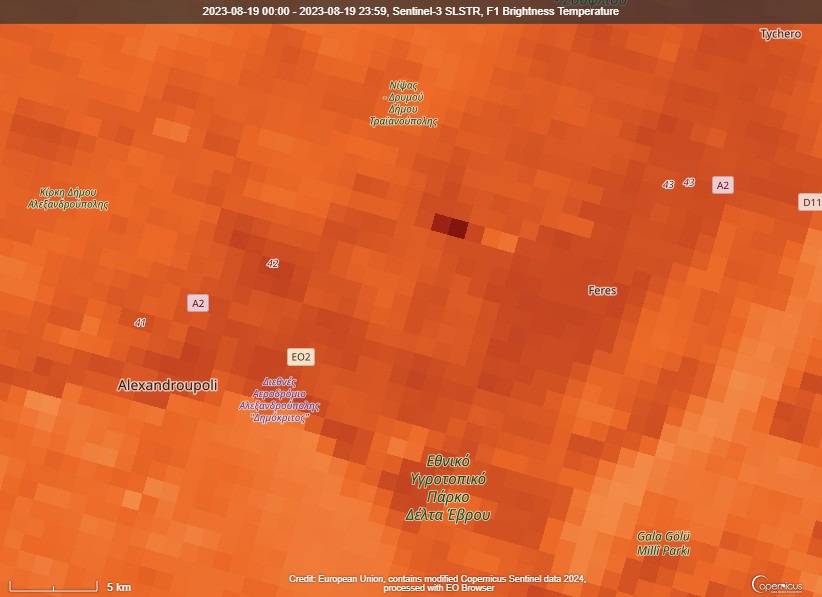 2023-08-19 00:00 - 2023-08-19 23:59, Sentinel-3 SLSTR, F1 Brightness Temperature
Tychero
Νίψας
- Δρυμού
Δήμου
Τραϊανούπολης
43 43 A2
D11
Κίρκη Δήμου
Αλεξανδρούπολης
42
Feres
A2
41
EO2
Alexandroupoli
Διεθνές
Αεροδρόμιο
Αλεξανδρούπολης
"Δημόκριτος"
Εθνικό
Υγροτοπικό
Πάρκο
Δέλτα Έβρου
Gala Gölü
Milli Parkı
5 km
Credit: European Union, contains modified Copernicus Sentinel data 2024,
processed with EO Browser
opernicus